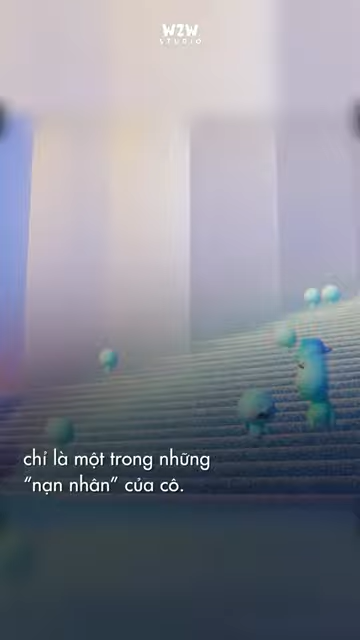 W2W
STUDIO
chỉ là một trong những
“nạn nhân” của cô.